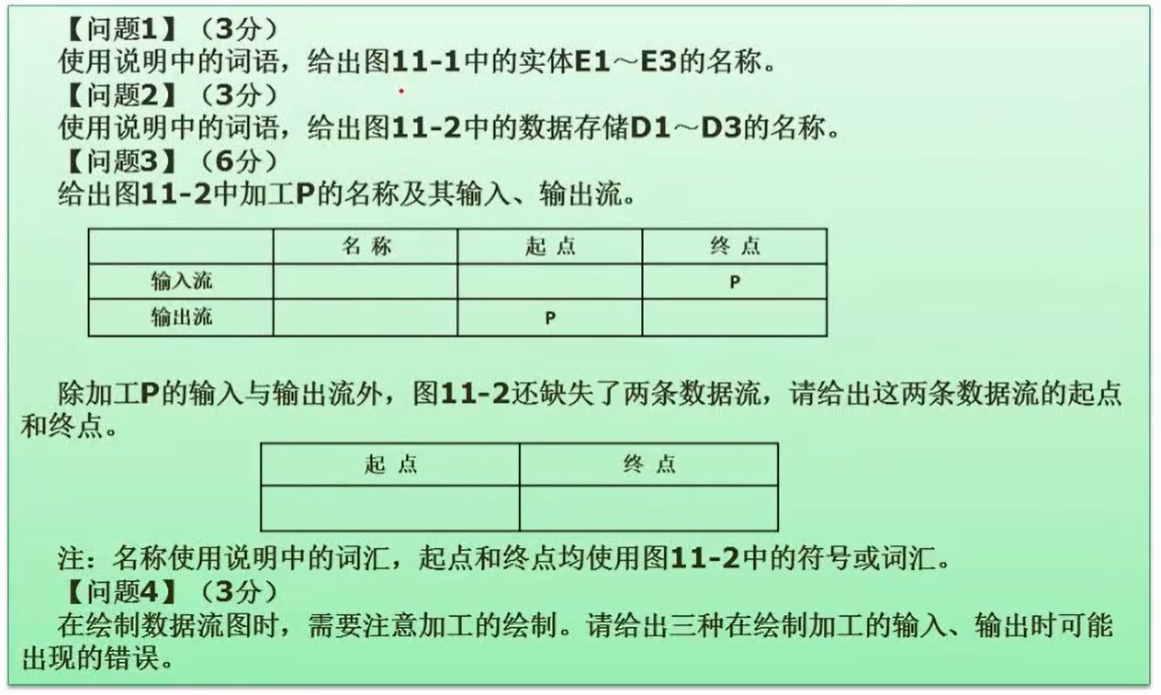 【问题1】（3分）
使用说明中的词语，给出图11-1中的实体E1～E3的名称。
【问题2】（3分）
使用说明中的词语，给出图11-2中的数据存储D1～D3的名称。
【问题3】（6分）
给出图11-2中加工P的名称及其输入、输出流。
名 称 起 点 终 点
输入流 P
输出流 P
除加工P的输入与输出流外，图11-2还缺失了两条数据流，请给出这两条数据流的起点
和终点。
起 点 终 点
注：名称使用说明中的词汇，起点和终点均使用图11-2中的符号或词汇。
【问题4】（3分）
在绘制数据流图时，需要注意加工的绘制。请给出三种在绘制加工的输入、输出时可能
出现的错误。